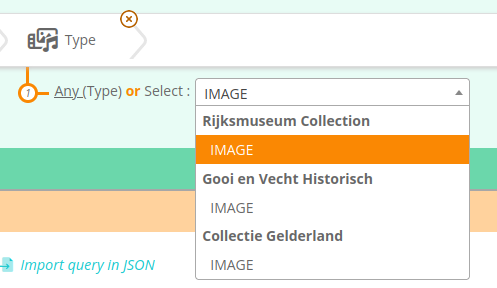 Type
1 Any (Type) or Select : IMAGE
Rijksmuseum Collection
IMAGE
Gooi en Vecht Historisch
IMAGE
Collectie Gelderland
IMAGE
Import query in JSON